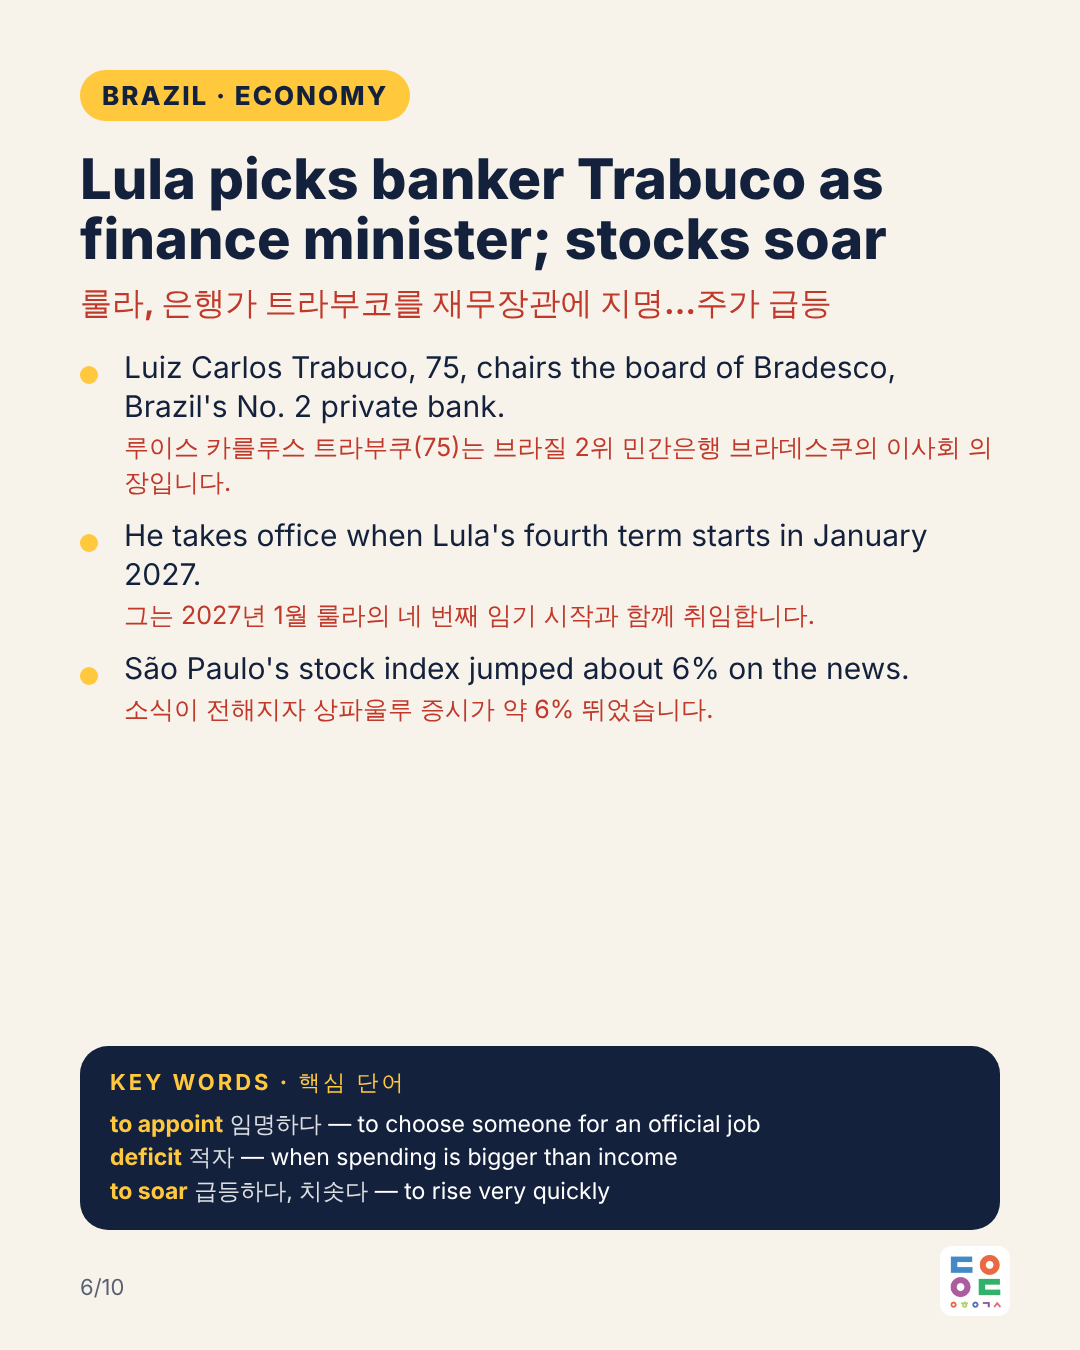 BRAZIL · ECONOMY
Lula picks banker Trabuco as
finance minister; stocks soar
룰라, 은행가 트라부코를 재무장관에 지명…주가 급등
Luiz Carlos Trabuco, 75, chairs the board of Bradesco,
Brazil's No. 2 private bank.
루이스 카를루스 트라부쿠(75)는 브라질 2위 민간은행 브라데스쿠의 이사회 의
장입니다.
He takes office when Lula's fourth term starts in January
2027.
그는 2027년 1월 룰라의 네 번째 임기 시작과 함께 취임합니다.
São Paulo's stock index jumped about 6% on the news.
소식이 전해지자 상파울루 증시가 약 6% 뛰었습니다.
KEY WORDS · 핵심 단어
to appoint 임명하다 — to choose someone for an official job
deficit 적자 — when spending is bigger than income
to soar 급등하다, 치솟다 — to rise very quickly
6/10